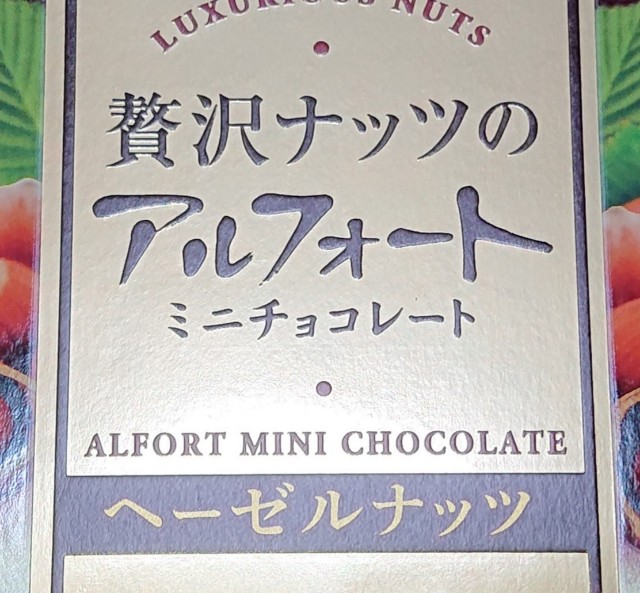 LUXURIOUS NUTS
贅沢ナッツの
アルフォート
ミニチョコレート
ALFORT MINI CHOCOLATE
ヘーゼルナッツ